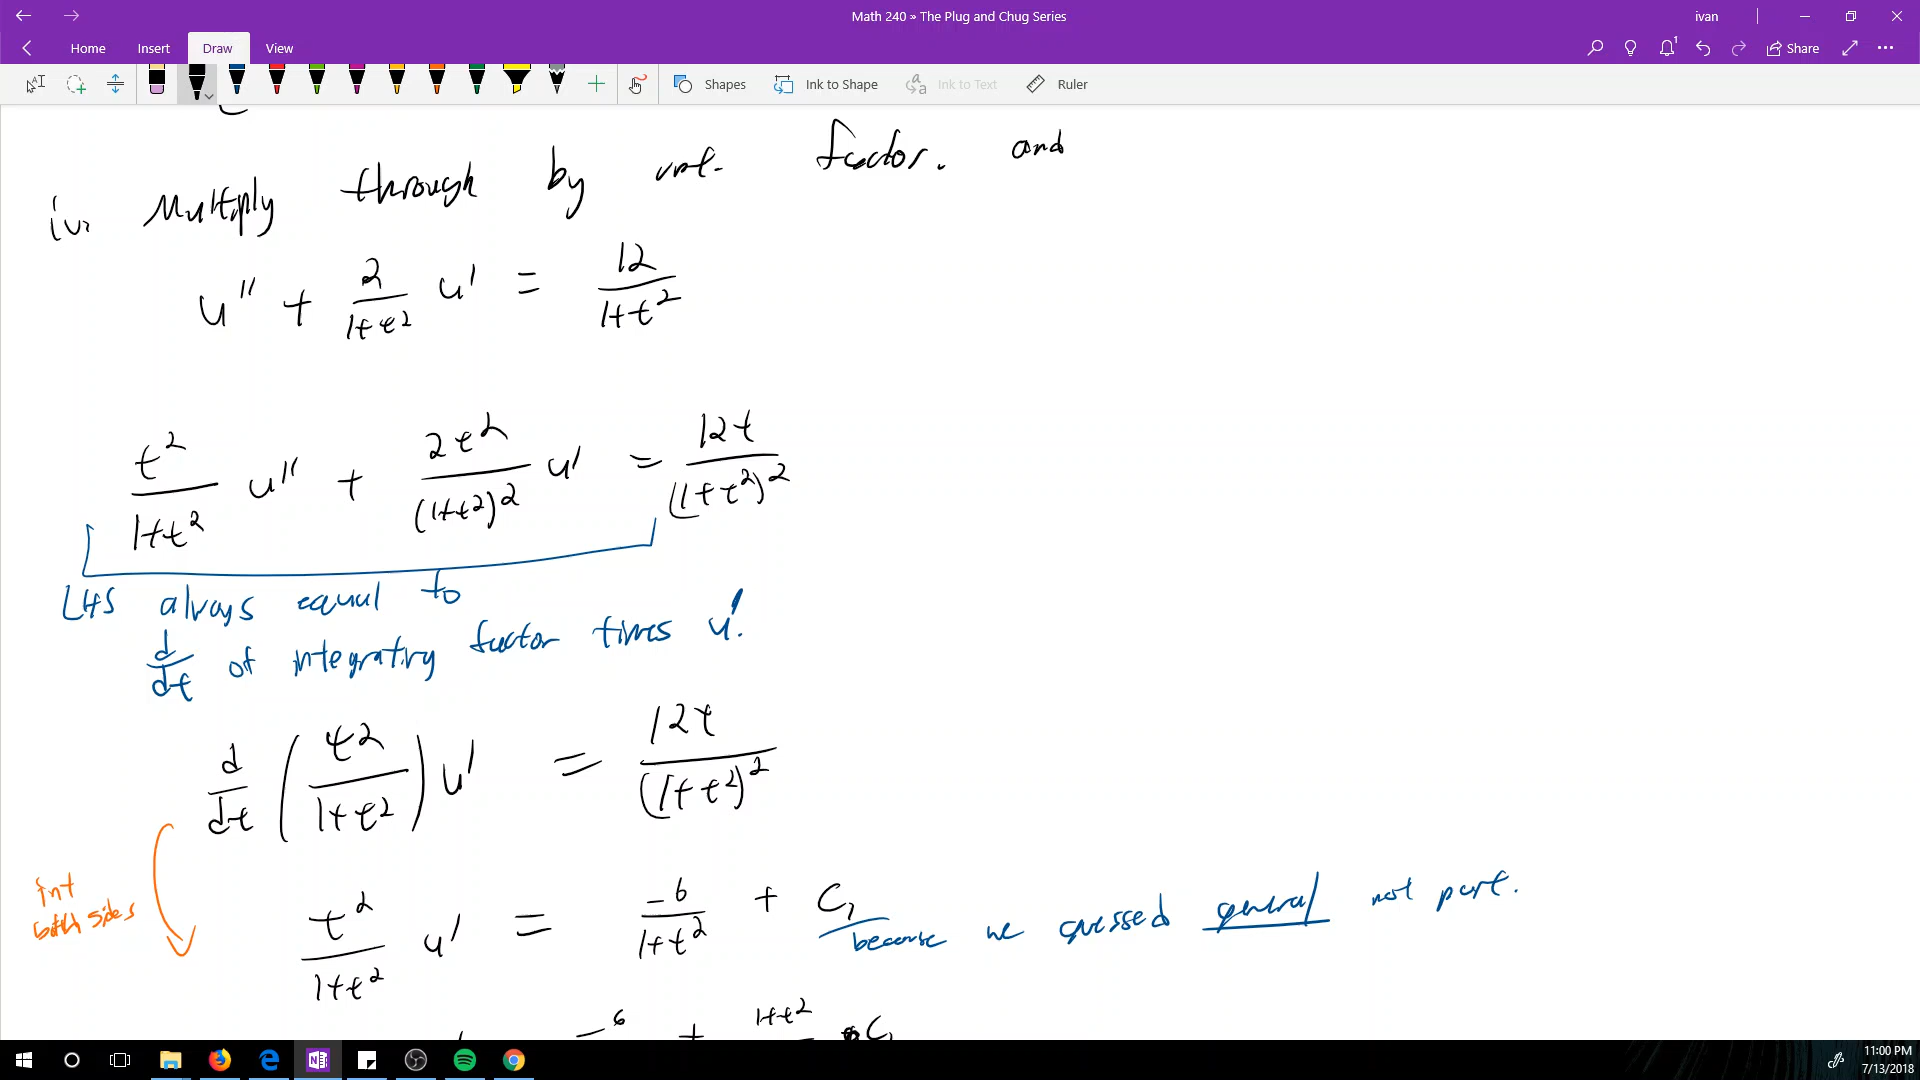 Math 240 » The Plug and Chug Series
ivan
Home Insert Draw View
Share
Shapes Ink to Shape Ink to Text Ruler
iv. Multiply through by int. factor. and
u'' + 2/(1+t²) u' = 12/(1+t²)
t²/(1+t²) u'' + 2t²/(1+t²)² u' = 12t/(1+t²)²
LHS always equal to
d/dt of integrating factor times u'.
d/dt (t²/(1+t²)) u' = 12t/(1+t²)²
int
both sides
t²/(1+t²) u' = -6/(1+t²) + C₁
because we guessed general not part.
-6 + 1+t² C₁
11:00 PM
7/13/2018